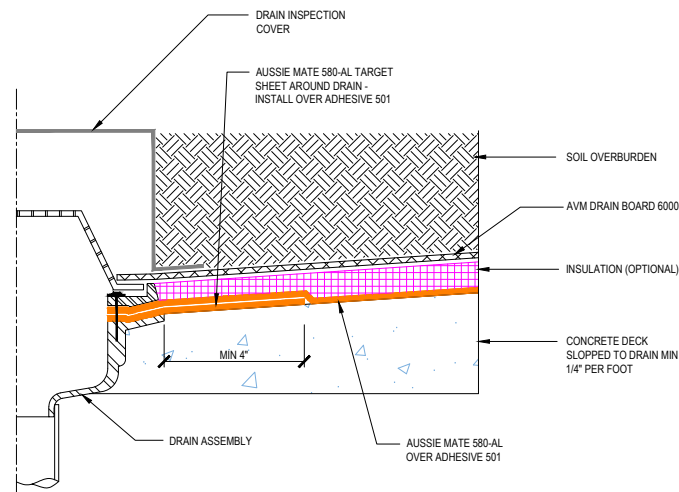 DRAIN INSPECTION
COVER
AUSSIE MATE 580-AL TARGET
SHEET AROUND DRAIN -
INSTALL OVER ADHESIVE 501
SOIL OVERBURDEN
AVM DRAIN BOARD 6000
INSULATION (OPTIONAL)
CONCRETE DECK
SLOPPED TO DRAIN MIN
1/4" PER FOOT
MIN 4"
DRAIN ASSEMBLY
AUSSIE MATE 580-AL
OVER ADHESIVE 501